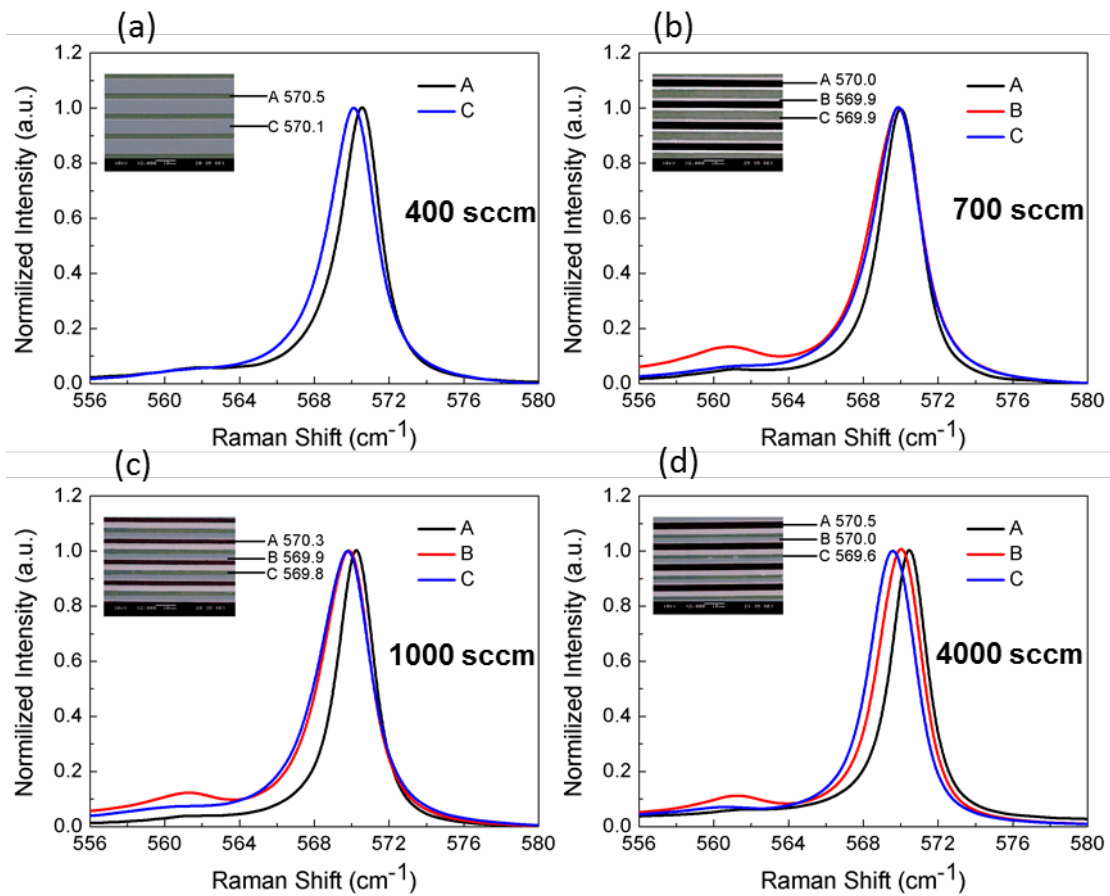 (a)
Normilized Intensity (a.u.)
1.2
1.0
0.8
0.6
0.4
0.2
0.0
A 570.5
C 570.1
A
C
400 sccm
556 560 564 568 572 576 580
Raman Shift (cm⁻¹)
(b)
Normilized Intensity (a.u.)
1.2
1.0
0.8
0.6
0.4
0.2
0.0
A 570.0
B 569.9
C 569.9
A
B
C
700 sccm
556 560 564 568 572 576 580
Raman Shift (cm⁻¹)
(c)
Normilized Intensity (a.u.)
1.2
1.0
0.8
0.6
0.4
0.2
0.0
A 570.3
B 569.9
C 569.8
A
B
C
1000 sccm
556 560 564 568 572 576 580
Raman Shift (cm⁻¹)
(d)
Normilized Intensity (a.u.)
1.2
1.0
0.8
0.6
0.4
0.2
0.0
A 570.5
B 570.0
C 569.6
A
B
C
4000 sccm
556 560 564 568 572 576 580
Raman Shift (cm⁻¹)